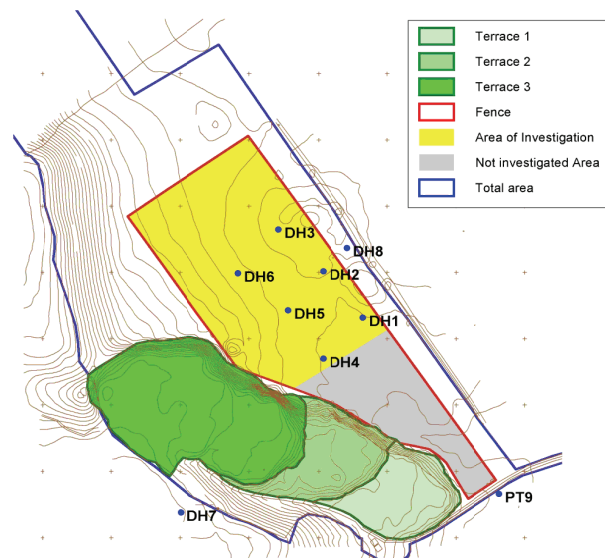 Terrace 1
Terrace 2
Terrace 3
Fence
Area of Investigation
Not investigated Area
Total area
DH3
DH8
DH6
DH2
DH5
DH1
DH4
PT9
DH7